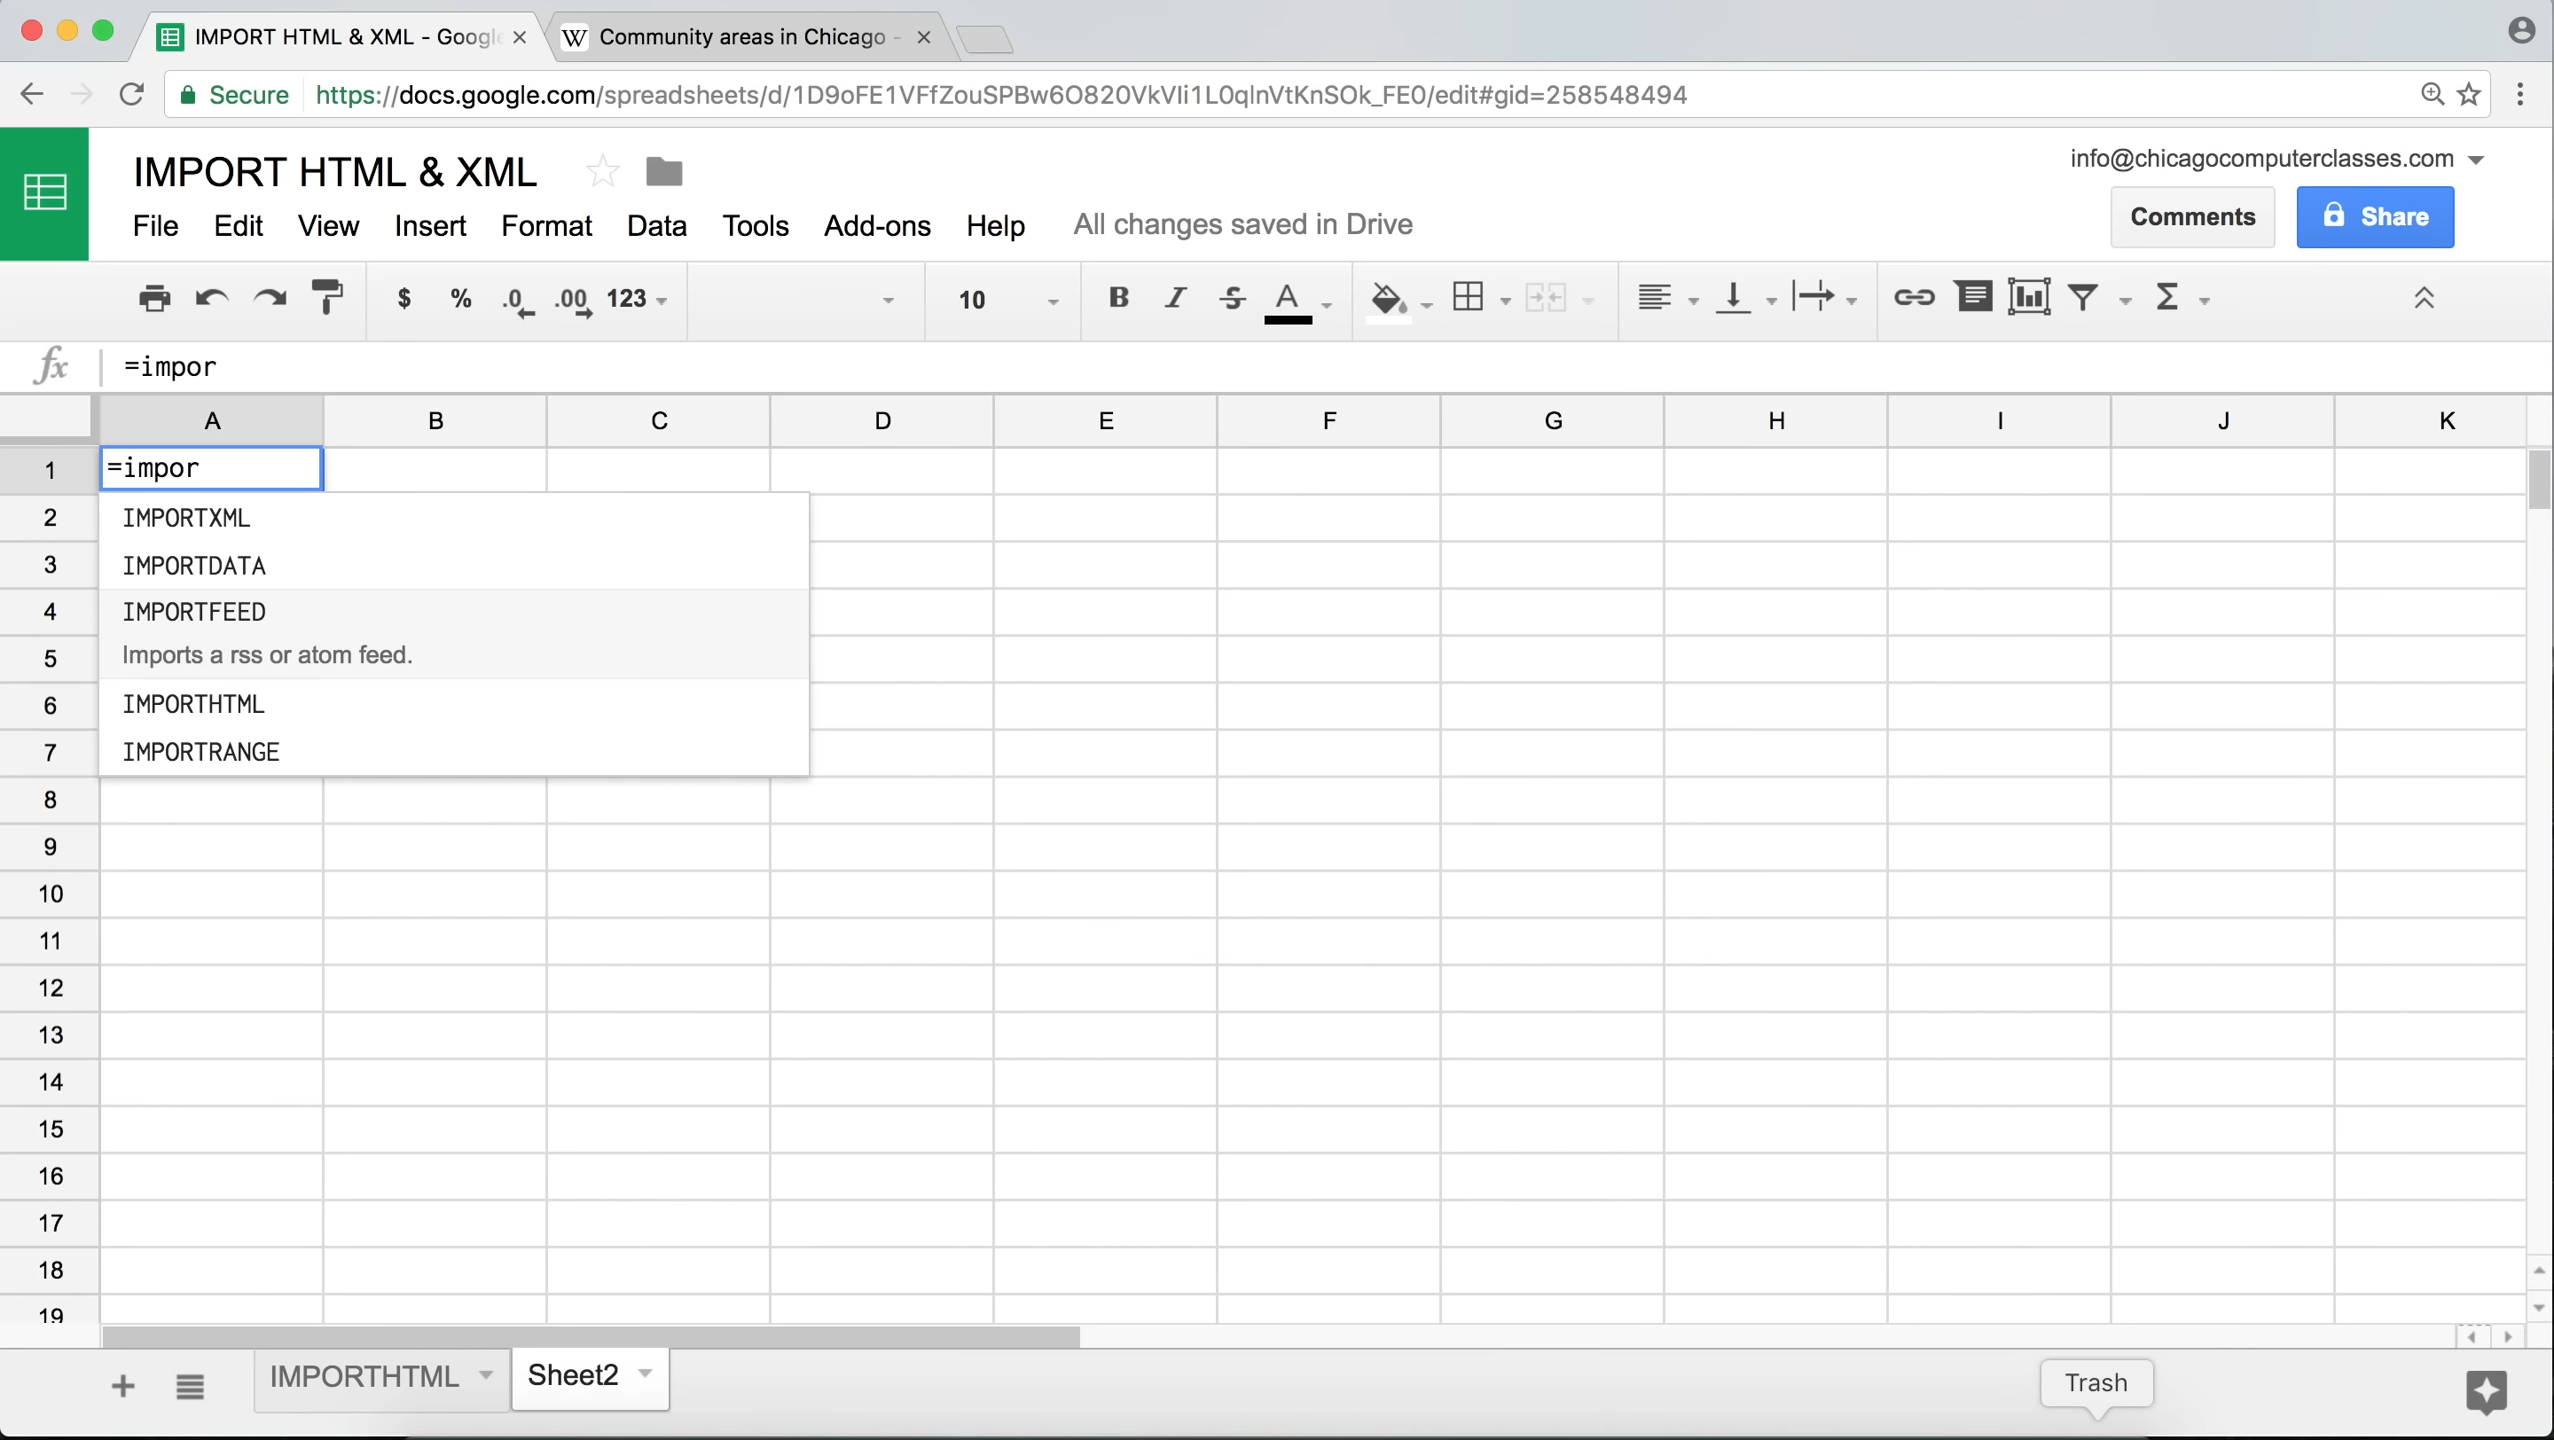 IMPORT HTML & XML - Google
W Community areas in Chicago -
Secure https://docs.google.com/spreadsheets/d/1D9oFE1VFfZouSPBw6O820VkVIi1L0qlnVtKnSOk_FE0/edit#gid=258548494
IMPORT HTML & XML
info@chicagocomputerclasses.com
File Edit View Insert Format Data Tools Add-ons Help All changes saved in Drive
Comments Share
$ % .0 .00 123 10 B I S A Σ
fx =impor
A B C D E F G H I J K
1 =impor
2 IMPORTXML
3 IMPORTDATA
4 IMPORTFEED
5 Imports a rss or atom feed.
6 IMPORTHTML
7 IMPORTRANGE
8
9
10
11
12
13
14
15
16
17
18
19
IMPORTHTML Sheet2 Trash